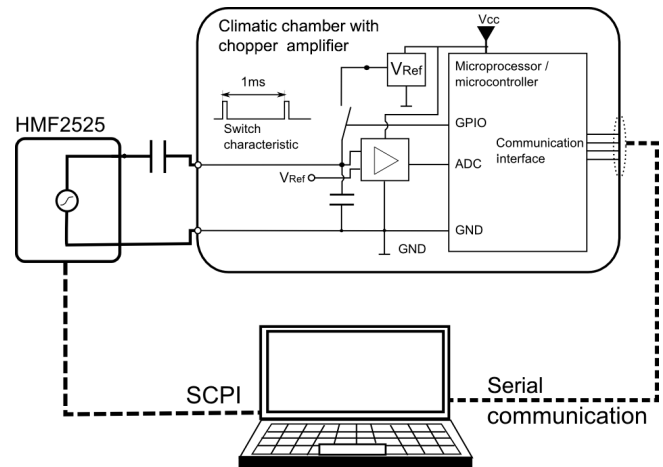 Climatic chamber with
chopper amplifier
Vcc
1ms
VRef
Microprocessor /
microcontroller
HMF2525
Switch
characteristic
GPIO
Communication
interface
VRef
ADC
GND
GND
SCPI
Serial
communication